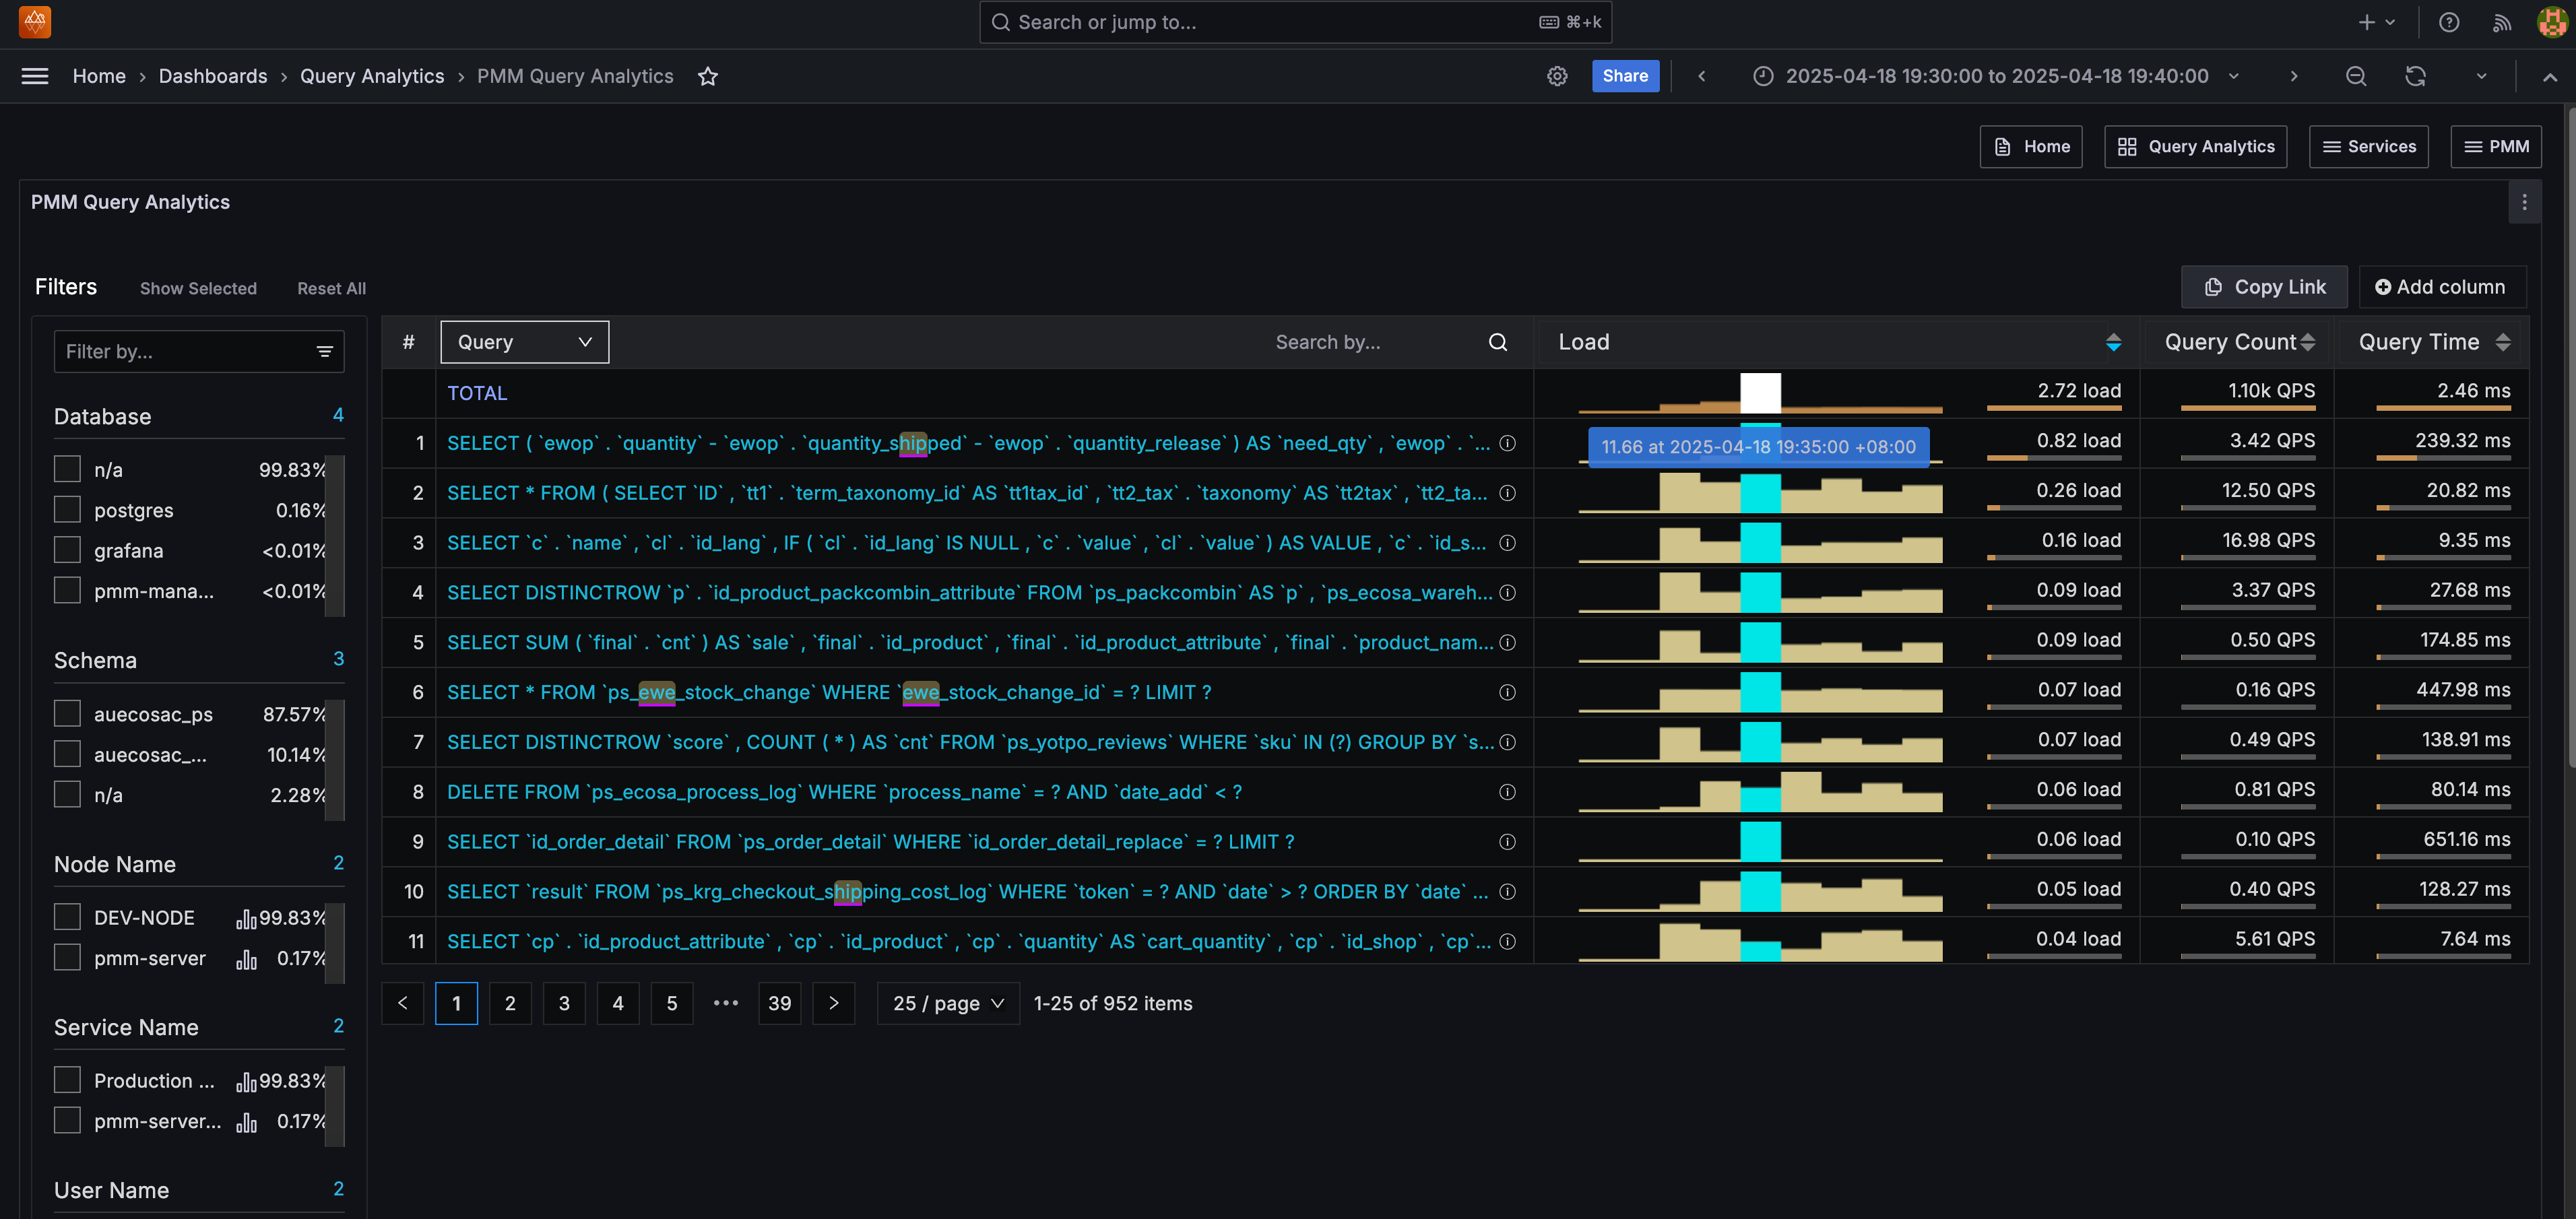 Search or jump to... ⌘+k
Home › Dashboards › Query Analytics › PMM Query Analytics Share 2025-04-18 19:30:00 to 2025-04-18 19:40:00
Home Query Analytics Services PMM
PMM Query Analytics
Filters Show Selected Reset All Copy Link Add column
Filter by...
Database 4
n/a 99.83%
postgres 0.16%
grafana <0.01%
pmm-mana... <0.01%
Schema 3
auecosac_ps 87.57%
auecosac_... 10.14%
n/a 2.28%
Node Name 2
DEV-NODE 99.83%
pmm-server 0.17%
Service Name 2
Production ... 99.83%
pmm-server... 0.17%
User Name 2
# Query Search by... Load Query Count Query Time
TOTAL 2.72 load 1.10k QPS 2.46 ms
1 SELECT ( `ewop` . `quantity` - `ewop` . `quantity_shipped` - `ewop` . `quantity_release` ) AS `need_qty` , `ewop` . `... 0.82 load 3.42 QPS 239.32 ms
11.66 at 2025-04-18 19:35:00 +08:00
2 SELECT * FROM ( SELECT `ID` , `tt1` . `term_taxonomy_id` AS `tt1tax_id` , `tt2_tax` . `taxonomy` AS `tt2tax` , `tt2_ta... 0.26 load 12.50 QPS 20.82 ms
3 SELECT `c` . `name` , `cl` . `id_lang` , IF ( `cl` . `id_lang` IS NULL , `c` . `value` , `cl` . `value` ) AS VALUE , `c` . `id_s... 0.16 load 16.98 QPS 9.35 ms
4 SELECT DISTINCTROW `p` . `id_product_packcombin_attribute` FROM `ps_packcombin` AS `p` , `ps_ecosa_wareh... 0.09 load 3.37 QPS 27.68 ms
5 SELECT SUM ( `final` . `cnt` ) AS `sale` , `final` . `id_product` , `final` . `id_product_attribute` , `final` . `product_nam... 0.09 load 0.50 QPS 174.85 ms
6 SELECT * FROM `ps_ewe_stock_change` WHERE `ewe_stock_change_id` = ? LIMIT ? 0.07 load 0.16 QPS 447.98 ms
7 SELECT DISTINCTROW `score` , COUNT ( * ) AS `cnt` FROM `ps_yotpo_reviews` WHERE `sku` IN (?) GROUP BY `s... 0.07 load 0.49 QPS 138.91 ms
8 DELETE FROM `ps_ecosa_process_log` WHERE `process_name` = ? AND `date_add` < ? 0.06 load 0.81 QPS 80.14 ms
9 SELECT `id_order_detail` FROM `ps_order_detail` WHERE `id_order_detail_replace` = ? LIMIT ? 0.06 load 0.10 QPS 651.16 ms
10 SELECT `result` FROM `ps_krg_checkout_shipping_cost_log` WHERE `token` = ? AND `date` > ? ORDER BY `date` ... 0.05 load 0.40 QPS 128.27 ms
11 SELECT `cp` . `id_product_attribute` , `cp` . `id_product` , `cp` . `quantity` AS `cart_quantity` , `cp` . `id_shop` , `cp`... 0.04 load 5.61 QPS 7.64 ms
< 1 2 3 4 5 ••• 39 > 25 / page 1-25 of 952 items